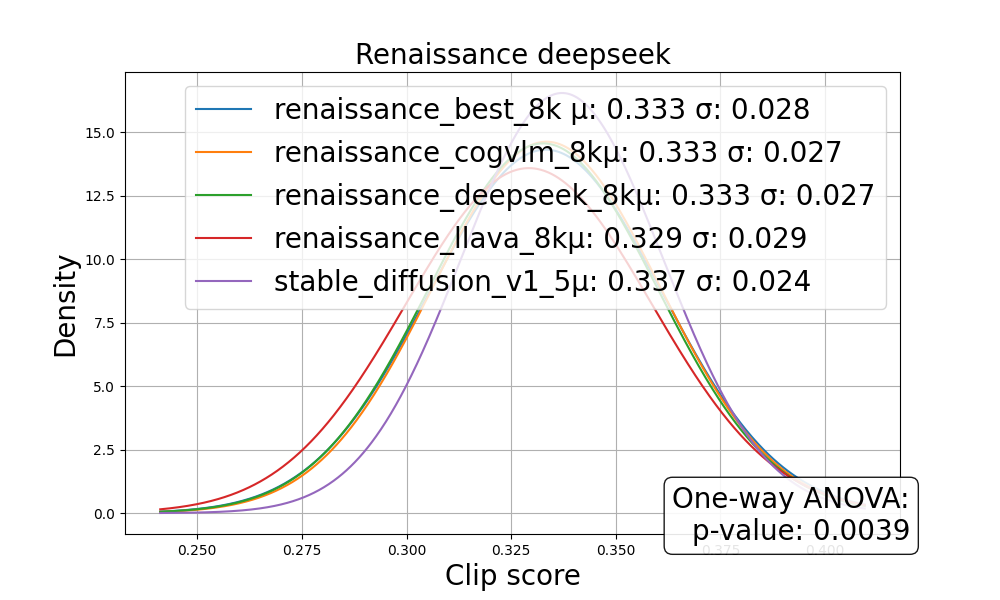 Renaissance deepseek
renaissance_best_8k μ: 0.333 σ: 0.028
renaissance_cogvlm_8kμ: 0.333 σ: 0.027
renaissance_deepseek_8kμ: 0.333 σ: 0.027
renaissance_llava_8kμ: 0.329 σ: 0.029
stable_diffusion_v1_5μ: 0.337 σ: 0.024
Density
15.0
12.5
10.0
7.5
5.0
2.5
0.0
One-way ANOVA:
p-value: 0.0039
0.250 0.275 0.300 0.325 0.350 0.375 0.400
Clip score